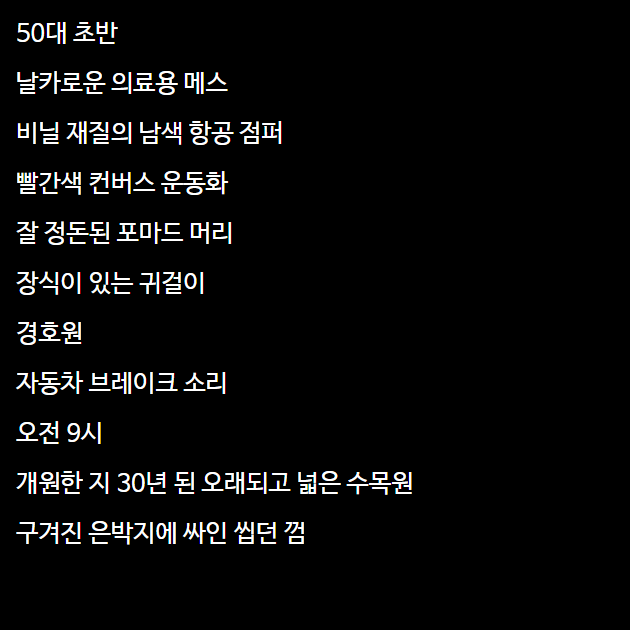 50대 초반
날카로운 의료용 메스
비닐 재질의 남색 항공 점퍼
빨간색 컨버스 운동화
잘 정돈된 포마드 머리
장식이 있는 귀걸이
경호원
자동차 브레이크 소리
오전 9시
개원한 지 30년 된 오래되고 넓은 수목원
구겨진 은박지에 싸인 씹던 껌